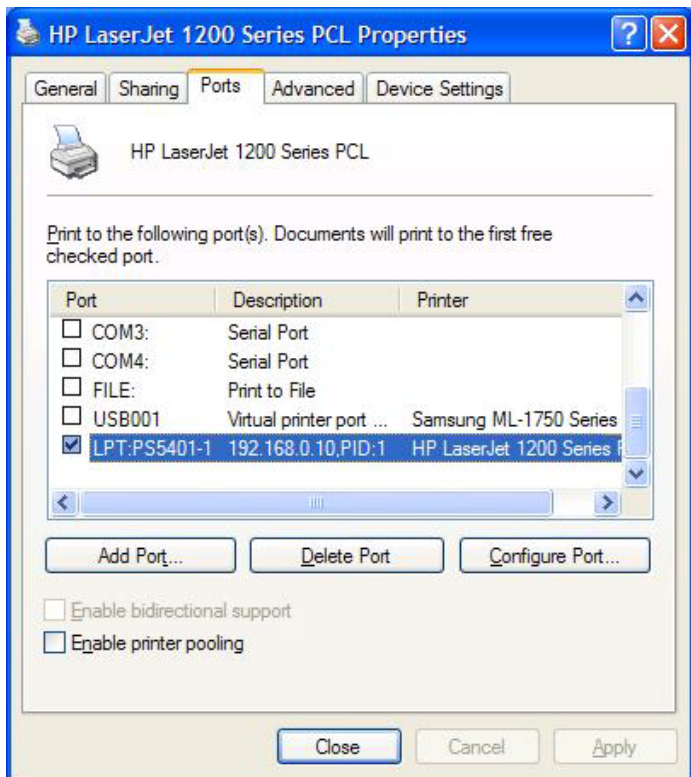 HP LaserJet 1200 Series PCL Properties
General Sharing Ports Advanced Device Settings
HP LaserJet 1200 Series PCL
Print to the following port(s). Documents will print to the first free
checked port.
Port Description Printer
COM3: Serial Port
COM4: Serial Port
FILE: Print to File
USB001 Virtual printer port ... Samsung ML-1750 Series
LPT:PS5401-1 192.168.0.10,PID:1 HP LaserJet 1200 Series P
Add Port... Delete Port Configure Port...
Enable bidirectional support
Enable printer pooling
Close Cancel Apply